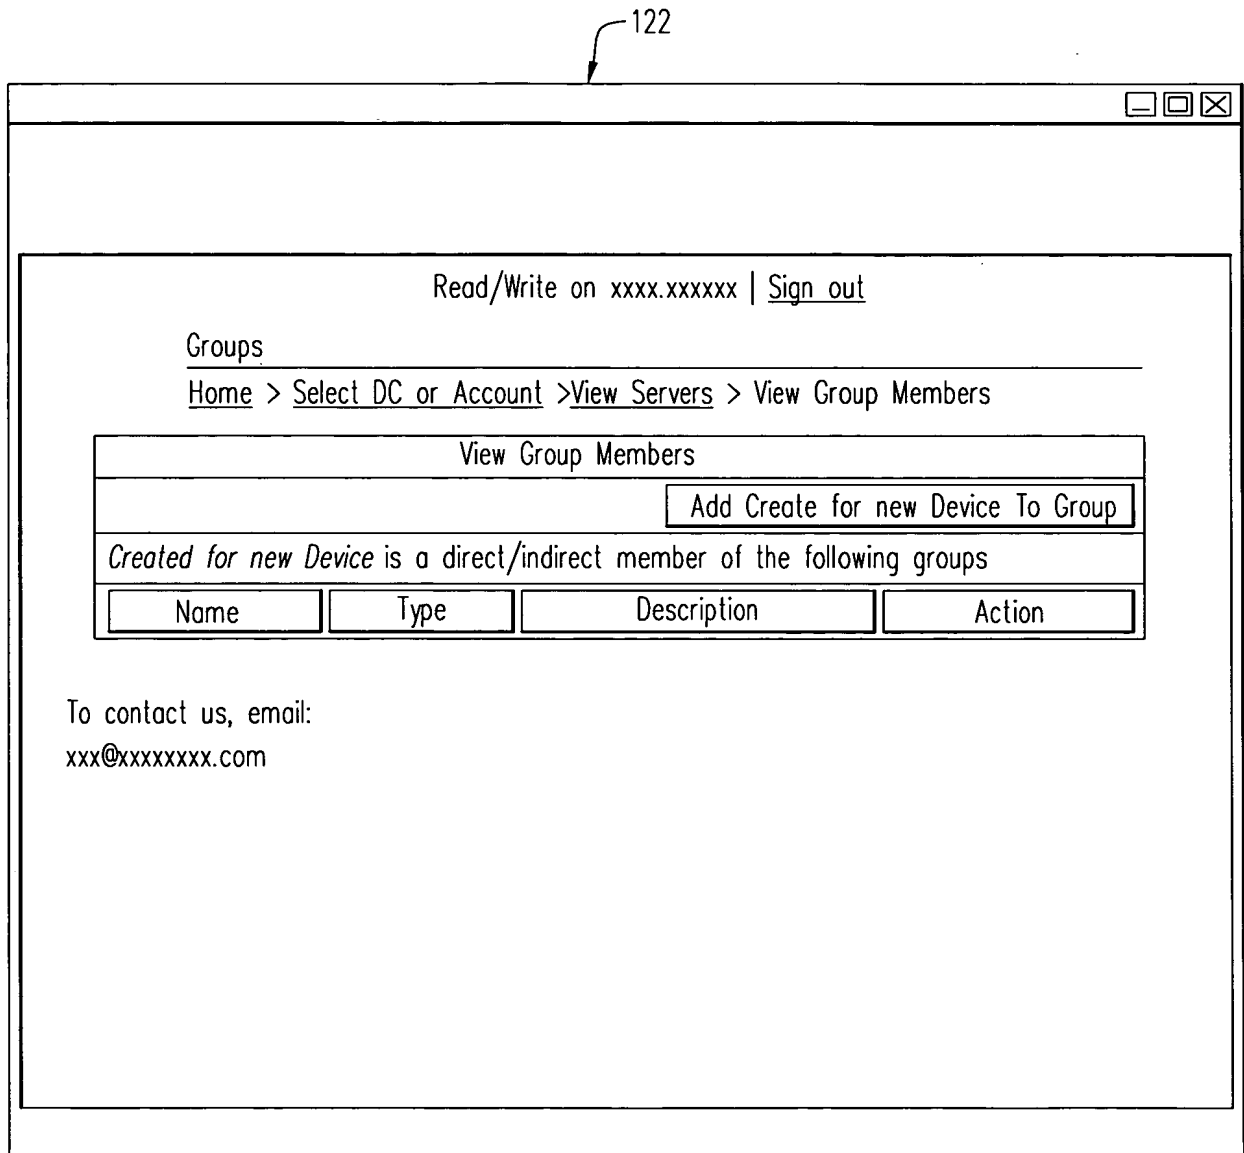 122
Read/Write on xxxx.xxxxxx | Sign out
Groups
Home > Select DC or Account >View Servers > View Group Members
View Group Members
Add Create for new Device To Group
Created for new Device is a direct/indirect member of the following groups
Name Type Description Action
To contact us, email:
xxx@xxxxxxxx.com